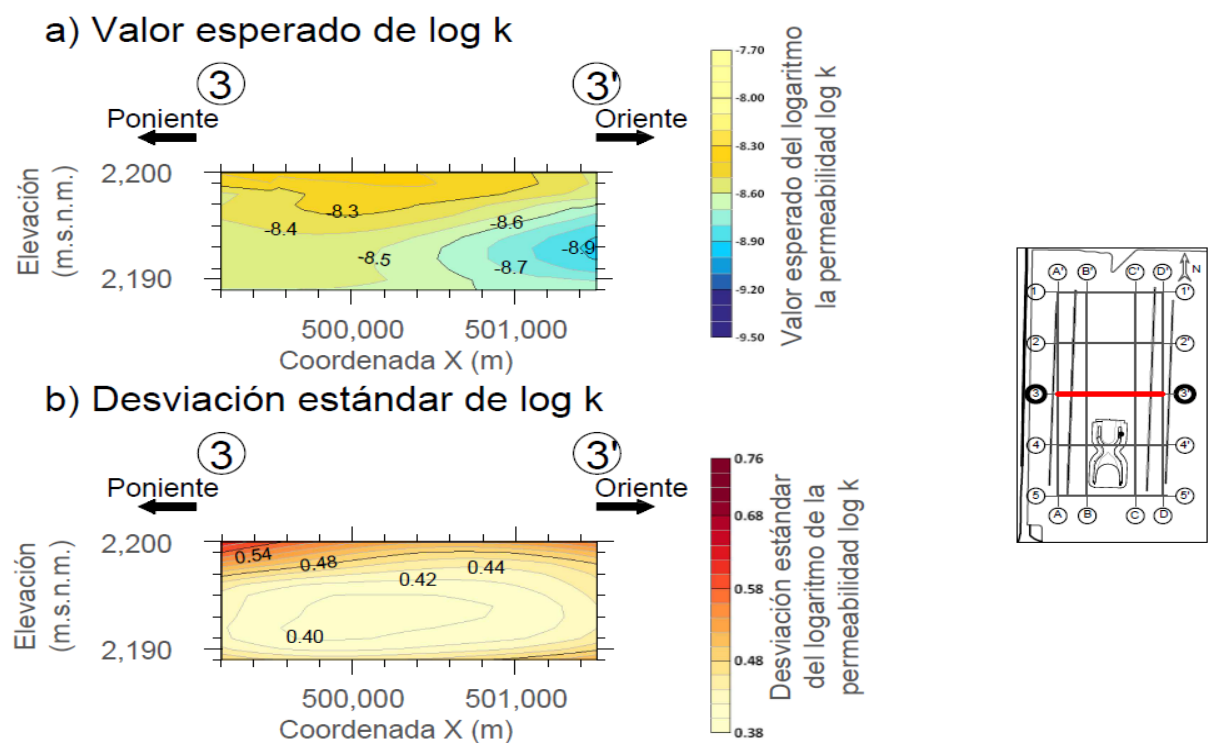 a) Valor esperado de log k
3
3'
Poniente
Oriente
Elevación
(m.s.n.m.)
2,200
2,190
-8.3
-8.4
-8.5
-8.6
-8.7
-8.9
500,000
501,000
Coordenada X (m)
-7.70
-8.00
-8.30
-8.60
-8.90
-9.20
-9.50
Valor esperado del logaritmo
la permeabilidad log k
b) Desviación estándar de log k
3
3'
Poniente
Oriente
Elevación
(m.s.n.m.)
2,200
2,190
0.54
0.48
0.42
0.44
0.40
500,000
501,000
Coordenada X (m)
0.76
0.68
0.58
0.48
0.38
Desviación estándar
del logaritmo de la
permeabilidad log k
A' B' C' D'
N
1 1'
2 2'
3 3'
4 4'
5 5'
A B C D